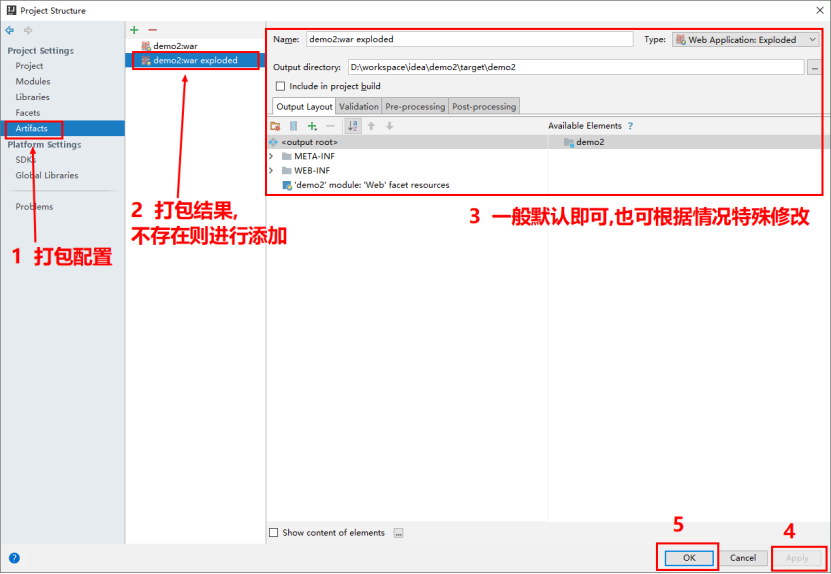 Project Structure
Project Settings
Project
Modules
Libraries
Facets
Artifacts
Platform Settings
SDKs
Global Libraries
Problems
1 打包配置
demo2:war
demo2:war exploded
2 打包结果,
不存在则进行添加
Name: demo2:war exploded Type: Web Application: Exploded
Output directory: D:\workspace\idea\demo2\target\demo2 ...
Include in project build
Output Layout Validation Pre-processing Post-processing
Available Elements ?
<output root>
demo2
META-INF
WEB-INF
'demo2' module: 'Web' facet resources
3 一般默认即可,也可根据情况特殊修改
Show content of elements ...
5
4
? OK Cancel Apply